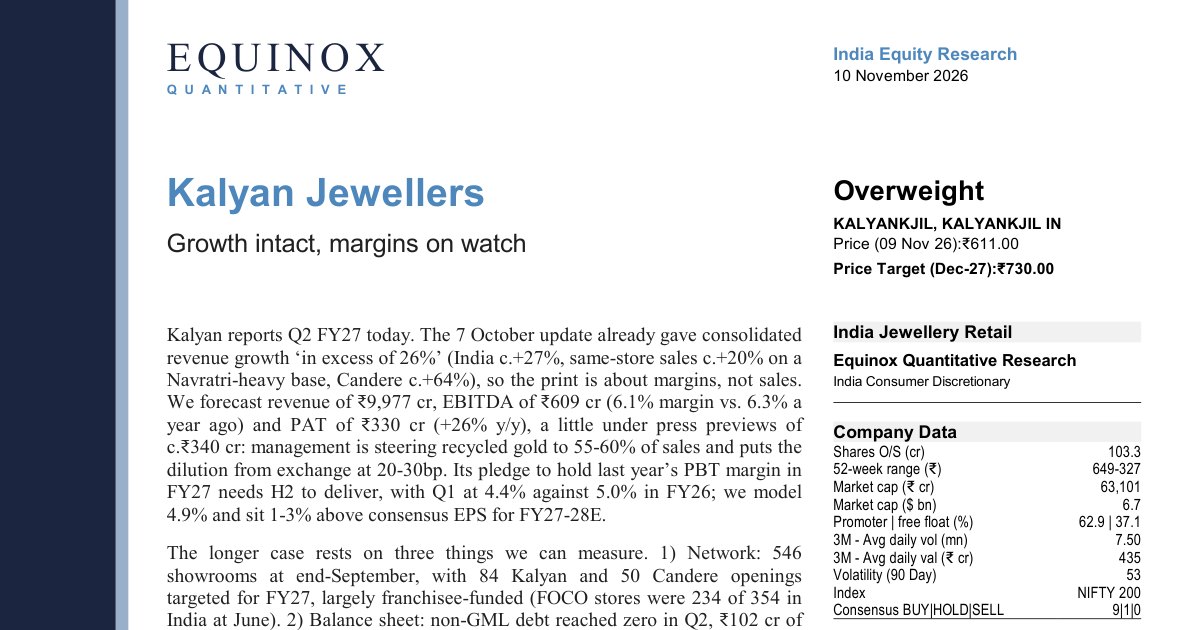 EQUINOX
QUANTITATIVE
India Equity Research
10 November 2026
Kalyan Jewellers
Growth intact, margins on watch
Overweight
KALYANKJIL, KALYANKJIL IN
Price (09 Nov 26):₹611.00
Price Target (Dec-27):₹730.00
Kalyan reports Q2 FY27 today. The 7 October update already gave consolidated
revenue growth ‘in excess of 26%’ (India c.+27%, same-store sales c.+20% on a
Navratri-heavy base, Candere c.+64%), so the print is about margins, not sales.
We forecast revenue of ₹9,977 cr, EBITDA of ₹609 cr (6.1% margin vs. 6.3% a
year ago) and PAT of ₹330 cr (+26% y/y), a little under press previews of
c.₹340 cr: management is steering recycled gold to 55-60% of sales and puts the
dilution from exchange at 20-30bp. Its pledge to hold last year’s PBT margin in
FY27 needs H2 to deliver, with Q1 at 4.4% against 5.0% in FY26; we model
4.9% and sit 1-3% above consensus EPS for FY27-28E.
The longer case rests on three things we can measure. 1) Network: 546
showrooms at end-September, with 84 Kalyan and 50 Candere openings
targeted for FY27, largely franchisee-funded (FOCO stores were 234 of 354 in
India at June). 2) Balance sheet: non-GML debt reached zero in Q2, ₹102 cr of
India Jewellery Retail
Equinox Quantitative Research
India Consumer Discretionary
Company Data
Shares O/S (cr) 103.3
52-week range (₹) 649-327
Market cap (₹ cr) 63,101
Market cap ($ bn) 6.7
Promoter | free float (%) 62.9 | 37.1
3M - Avg daily vol (mn) 7.50
3M - Avg daily val (₹ cr) 435
Volatility (90 Day) 53
Index NIFTY 200
Consensus BUY|HOLD|SELL 9|1|0